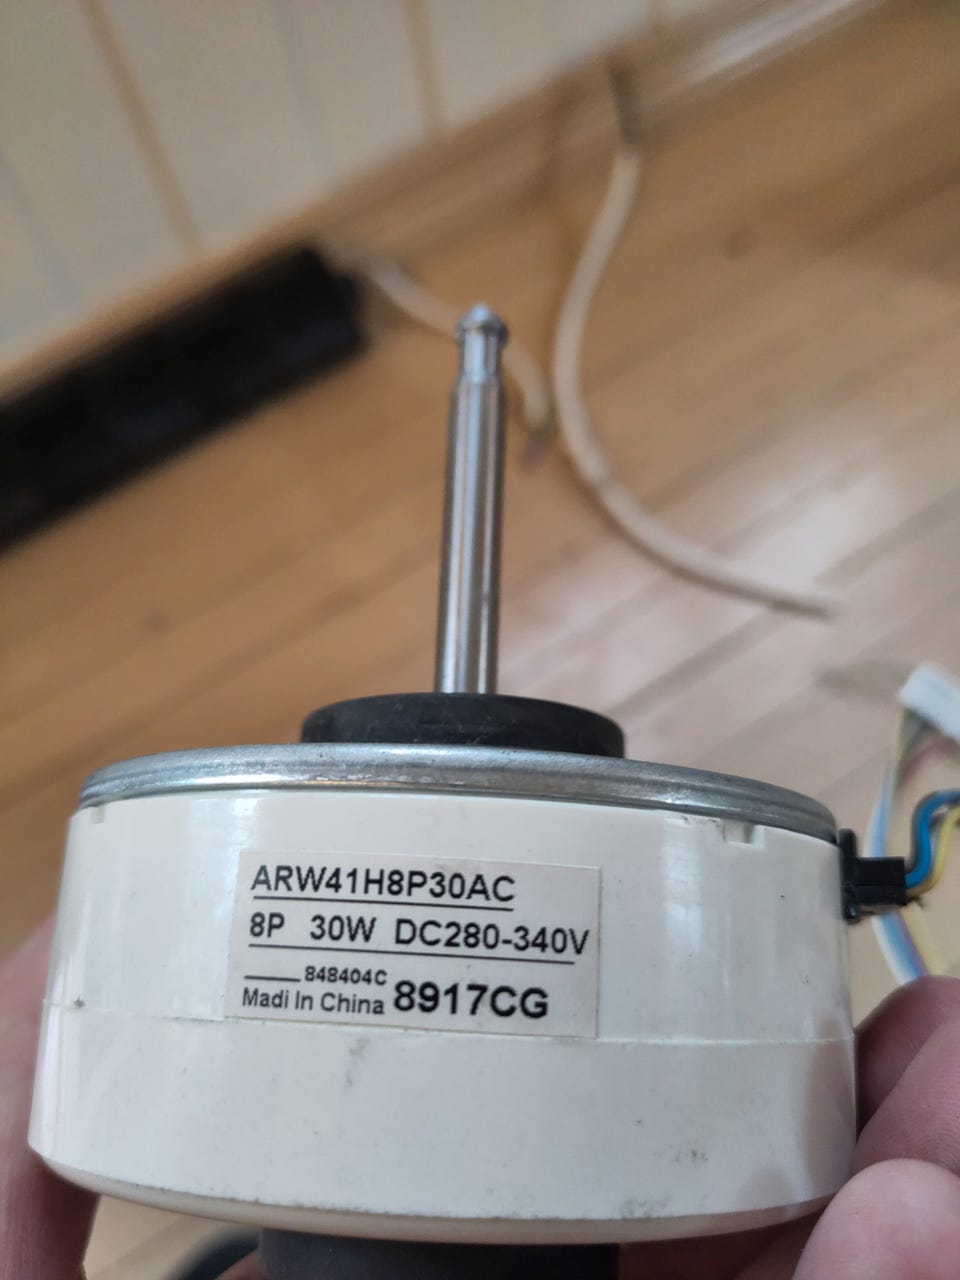 ARW41H8P30AC
8P 30W DC280-340V
848404C
Madi In China 8917CG